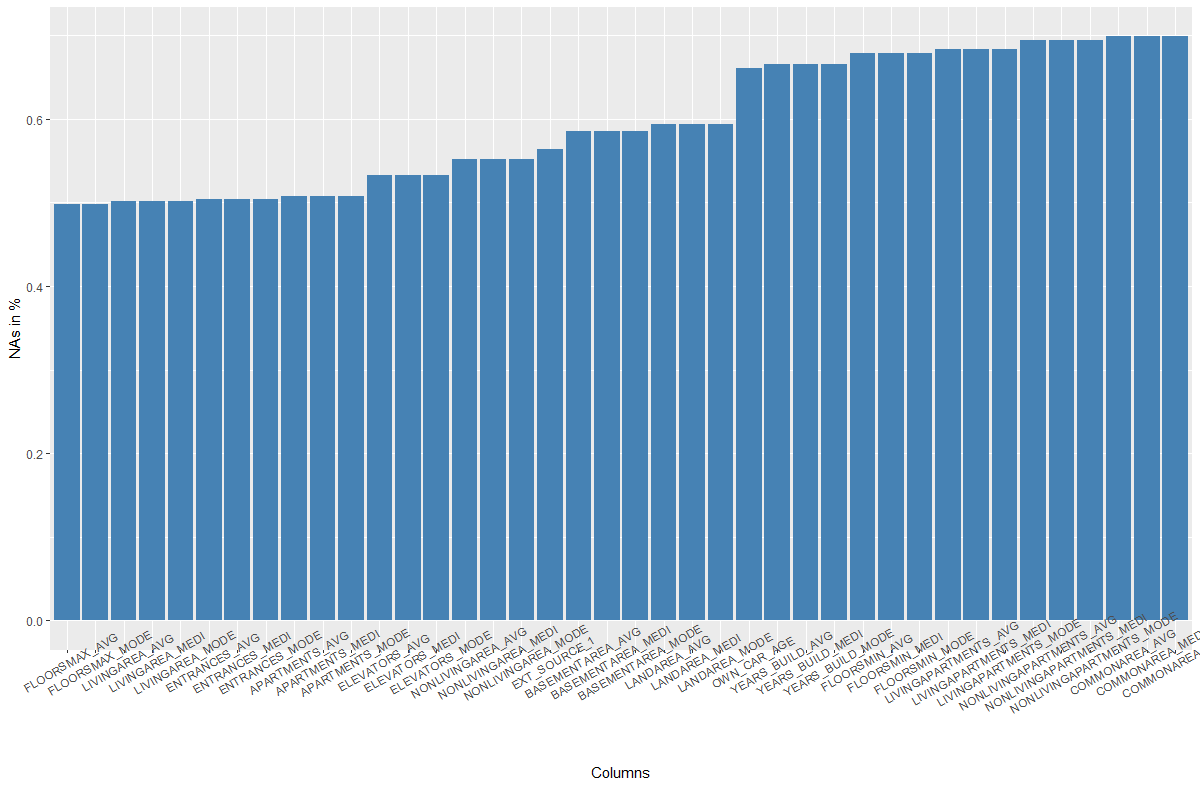 NAs in %
0.6
0.4
0.2
0.0
FLOORSMAX_AVG
FLOORSMAX_MODE
LIVINGAREA_AVG
LIVINGAREA_MEDI
LIVINGAREA_MODE
ENTRANCES_AVG
ENTRANCES_MEDI
ENTRANCES_MODE
APARTMENTS_AVG
APARTMENTS_MEDI
APARTMENTS_MODE
ELEVATORS_AVG
ELEVATORS_MEDI
ELEVATORS_MODE
NONLIVINGAREA_AVG
NONLIVINGAREA_MEDI
NONLIVINGAREA_MODE
EXT_SOURCE_1
BASEMENTAREA_AVG
BASEMENTAREA_MEDI
BASEMENTAREA_MODE
LANDAREA_AVG
LANDAREA_MEDI
LANDAREA_MODE
OWN_CAR_AGE
YEARS_BUILD_AVG
YEARS_BUILD_MEDI
YEARS_BUILD_MODE
FLOORSMIN_AVG
FLOORSMIN_MEDI
FLOORSMIN_MODE
LIVINGAPARTMENTS_AVG
LIVINGAPARTMENTS_MEDI
LIVINGAPARTMENTS_MODE
NONLIVINGAPARTMENTS_AVG
NONLIVINGAPARTMENTS_MEDI
NONLIVINGAPARTMENTS_MODE
COMMONAREA_AVG
COMMONAREA_MED
COMMONAREA
Columns